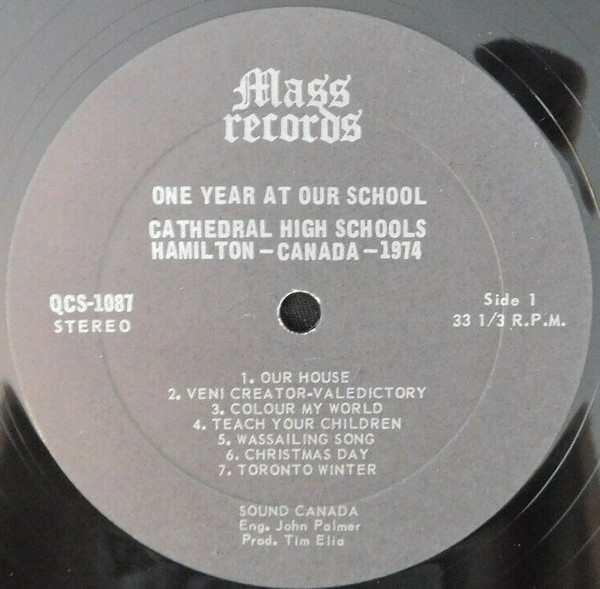 Mass
records
ONE YEAR AT OUR SCHOOL
CATHEDRAL HIGH SCHOOLS
HAMILTON-CANADA-1974
QCS-1087
STEREO
Side 1
33 1/3 R.P.M.
1. OUR HOUSE
2. VENI CREATOR-VALEDICTORY
3. COLOUR MY WORLD
4. TEACH YOUR CHILDREN
5. WASSAILING SONG
6. CHRISTMAS DAY
7. TORONTO WINTER
SOUND CANADA
Eng. John Palmer
Prod. Tim Elia